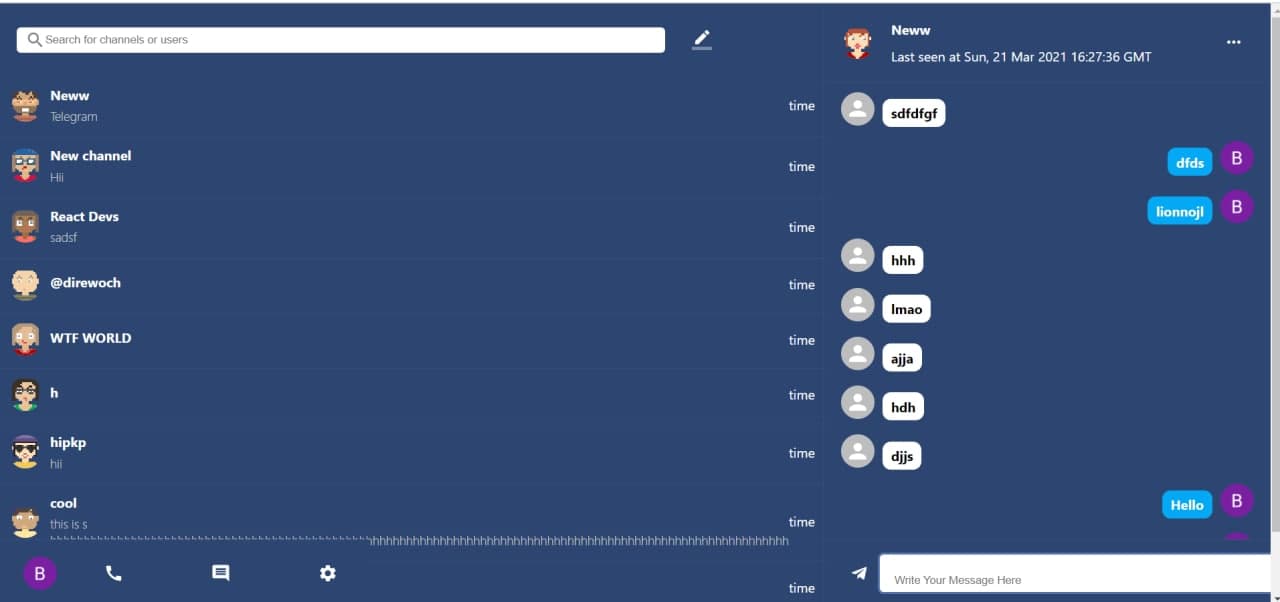 Search for channels or users
Neww
Telegram
time
New channel
Hii
time
React Devs
sadsf
time
@direwoch
time
WTF WORLD
time
h
time
hipkp
hii
time
cool
this is s
time
B
time
Neww
Last seen at Sun, 21 Mar 2021 16:27:36 GMT
sdfdfgf
dfds
B
lionnojl
B
hhh
lmao
ajja
hdh
djjs
Hello
B
Write Your Message Here